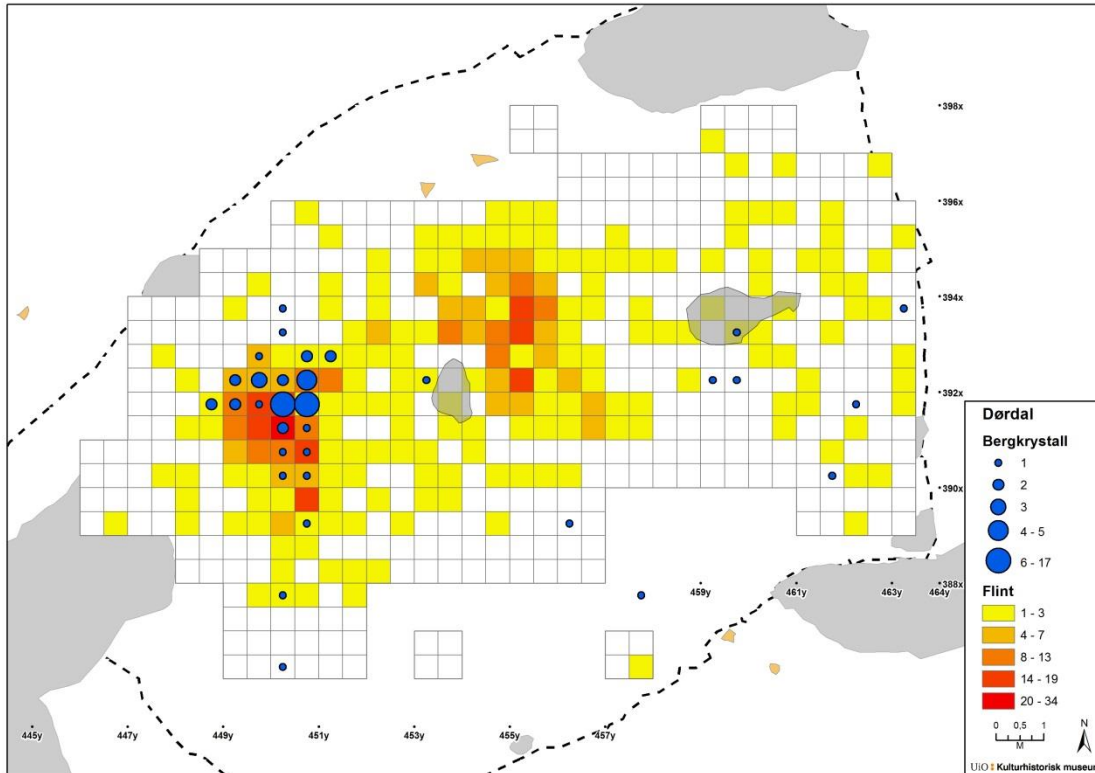 398x
396x
394x
392x
390x
388x
459y 461y 463y 464y
445y 447y 449y 451y 453y 455y 457y
Dørdal
Bergkrystall
1
2
3
4 - 5
6 - 17
Flint
1 - 3
4 - 7
8 - 13
14 - 19
20 - 34
0 0,5 1
M
N
UiO Kulturhistorisk museum